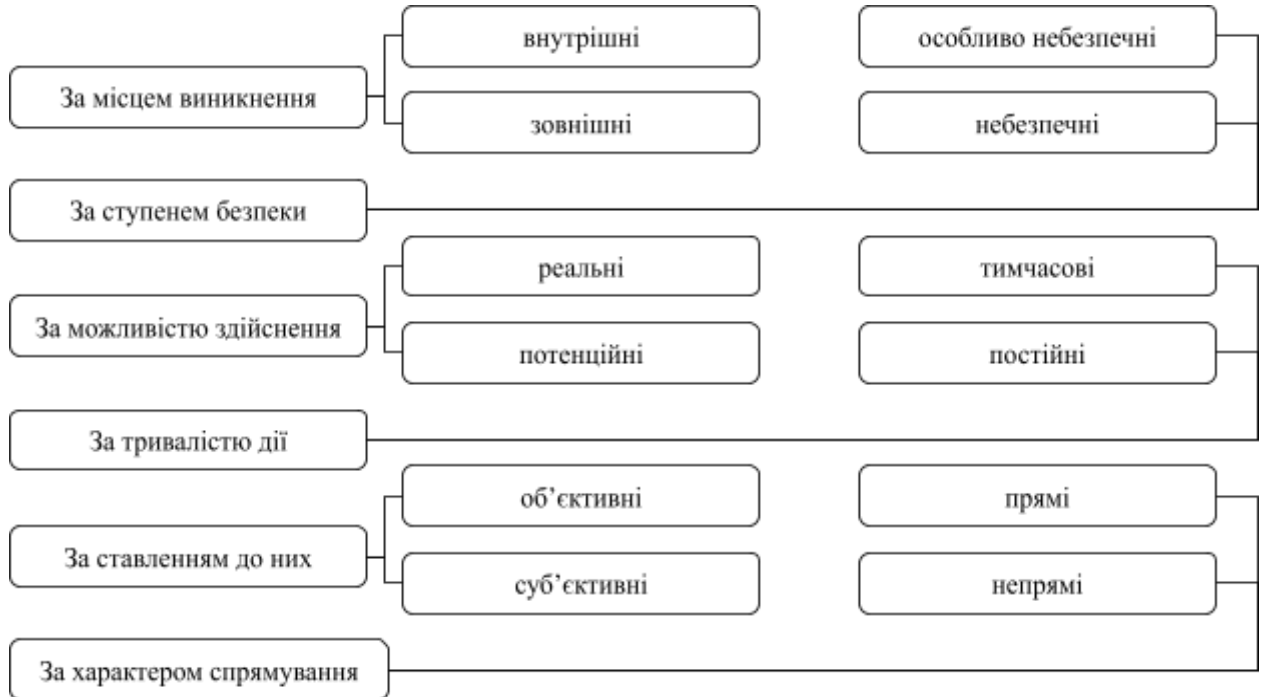 внутрішні
особливо небезпечні
За місцем виникнення
зовнішні
небезпечні
За ступенем безпеки
реальні
тимчасові
За можливістю здійснення
потенційні
постійні
За тривалістю дії
об’єктивні
прямі
За ставленням до них
суб’єктивні
непрямі
За характером спрямування